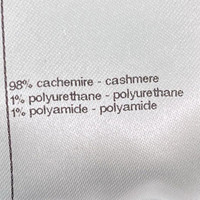 98% cachemire - cashmere
1% polyurethane - polyurethane
1% polyamide - polyamide